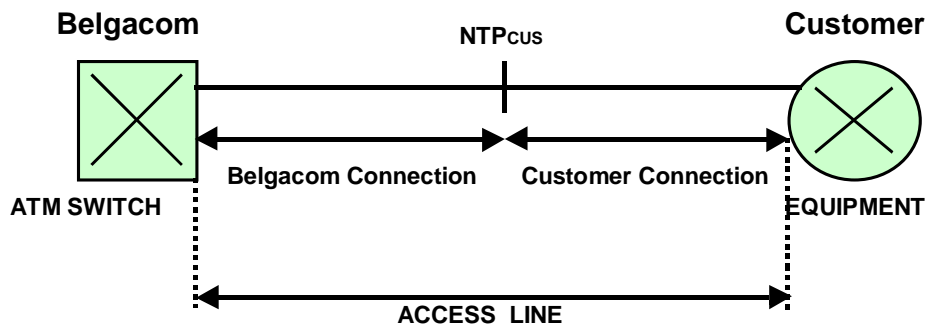 Belgacom
NTPCUS
Customer
Belgacom Connection
Customer Connection
ATM SWITCH
EQUIPMENT
ACCESS LINE